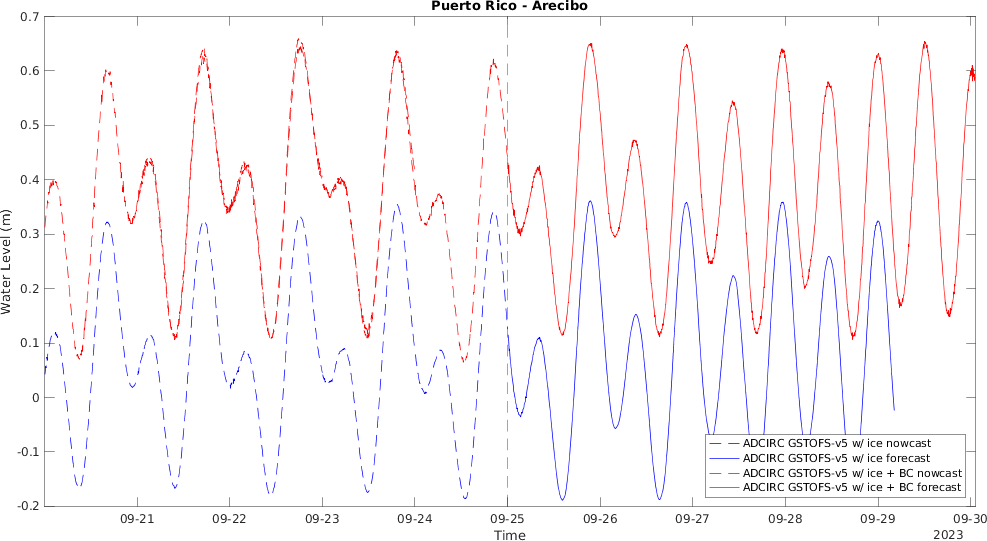 Puerto Rico - Arecibo
Water Level (m)
0.7
0.6
0.5
0.4
0.3
0.2
0.1
0
-0.1
-0.2
ADCIRC GSTOFS-v5 w/ ice nowcast
ADCIRC GSTOFS-v5 w/ ice forecast
ADCIRC GSTOFS-v5 w/ ice + BC nowcast
ADCIRC GSTOFS-v5 w/ ice + BC forecast
09-21 09-22 09-23 09-24 09-25 09-26 09-27 09-28 09-29 09-30
Time
2023